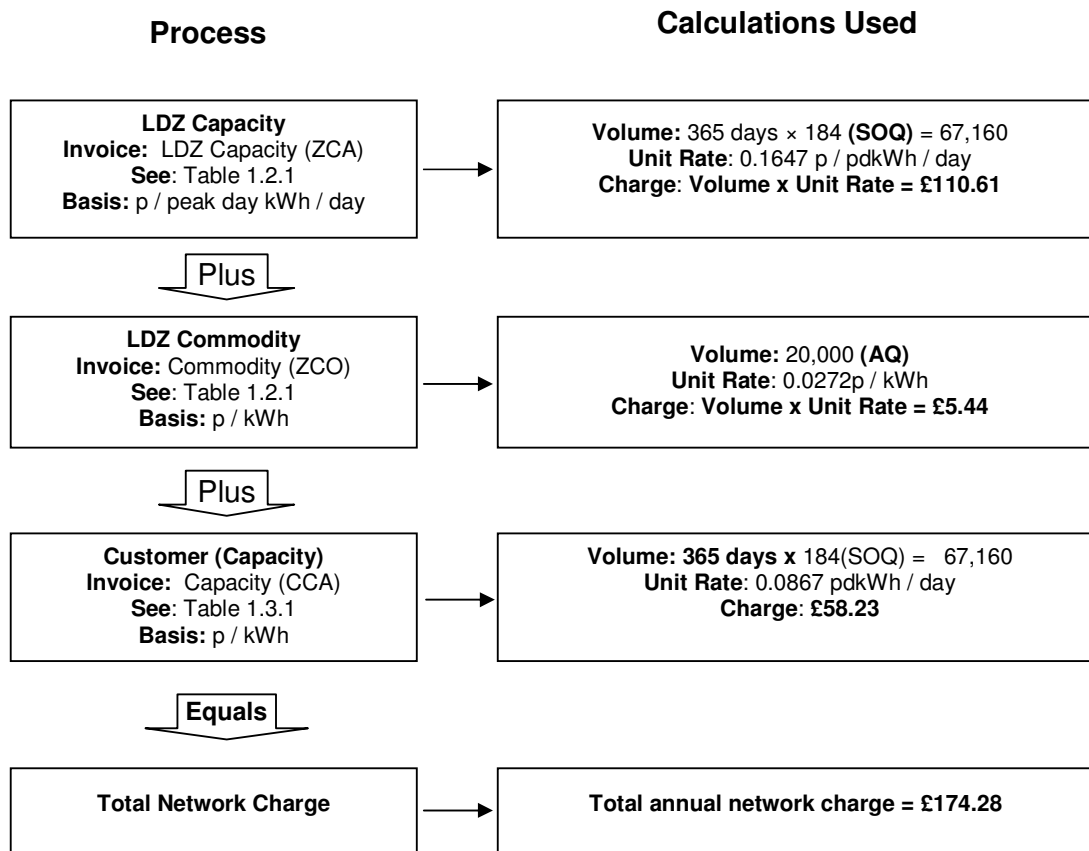 Process
Calculations Used
LDZ Capacity
Invoice: LDZ Capacity (ZCA)
See: Table 1.2.1
Basis: p / peak day kWh / day
Volume: 365 days × 184 (SOQ) = 67,160
Unit Rate: 0.1647 p / pdkWh / day
Charge: Volume x Unit Rate = £110.61
Plus
LDZ Commodity
Invoice: Commodity (ZCO)
See: Table 1.2.1
Basis: p / kWh
Volume: 20,000 (AQ)
Unit Rate: 0.0272p / kWh
Charge: Volume x Unit Rate = £5.44
Plus
Customer (Capacity)
Invoice: Capacity (CCA)
See: Table 1.3.1
Basis: p / kWh
Volume: 365 days x 184(SOQ) = 67,160
Unit Rate: 0.0867 pdkWh / day
Charge: £58.23
Equals
Total Network Charge
Total annual network charge = £174.28